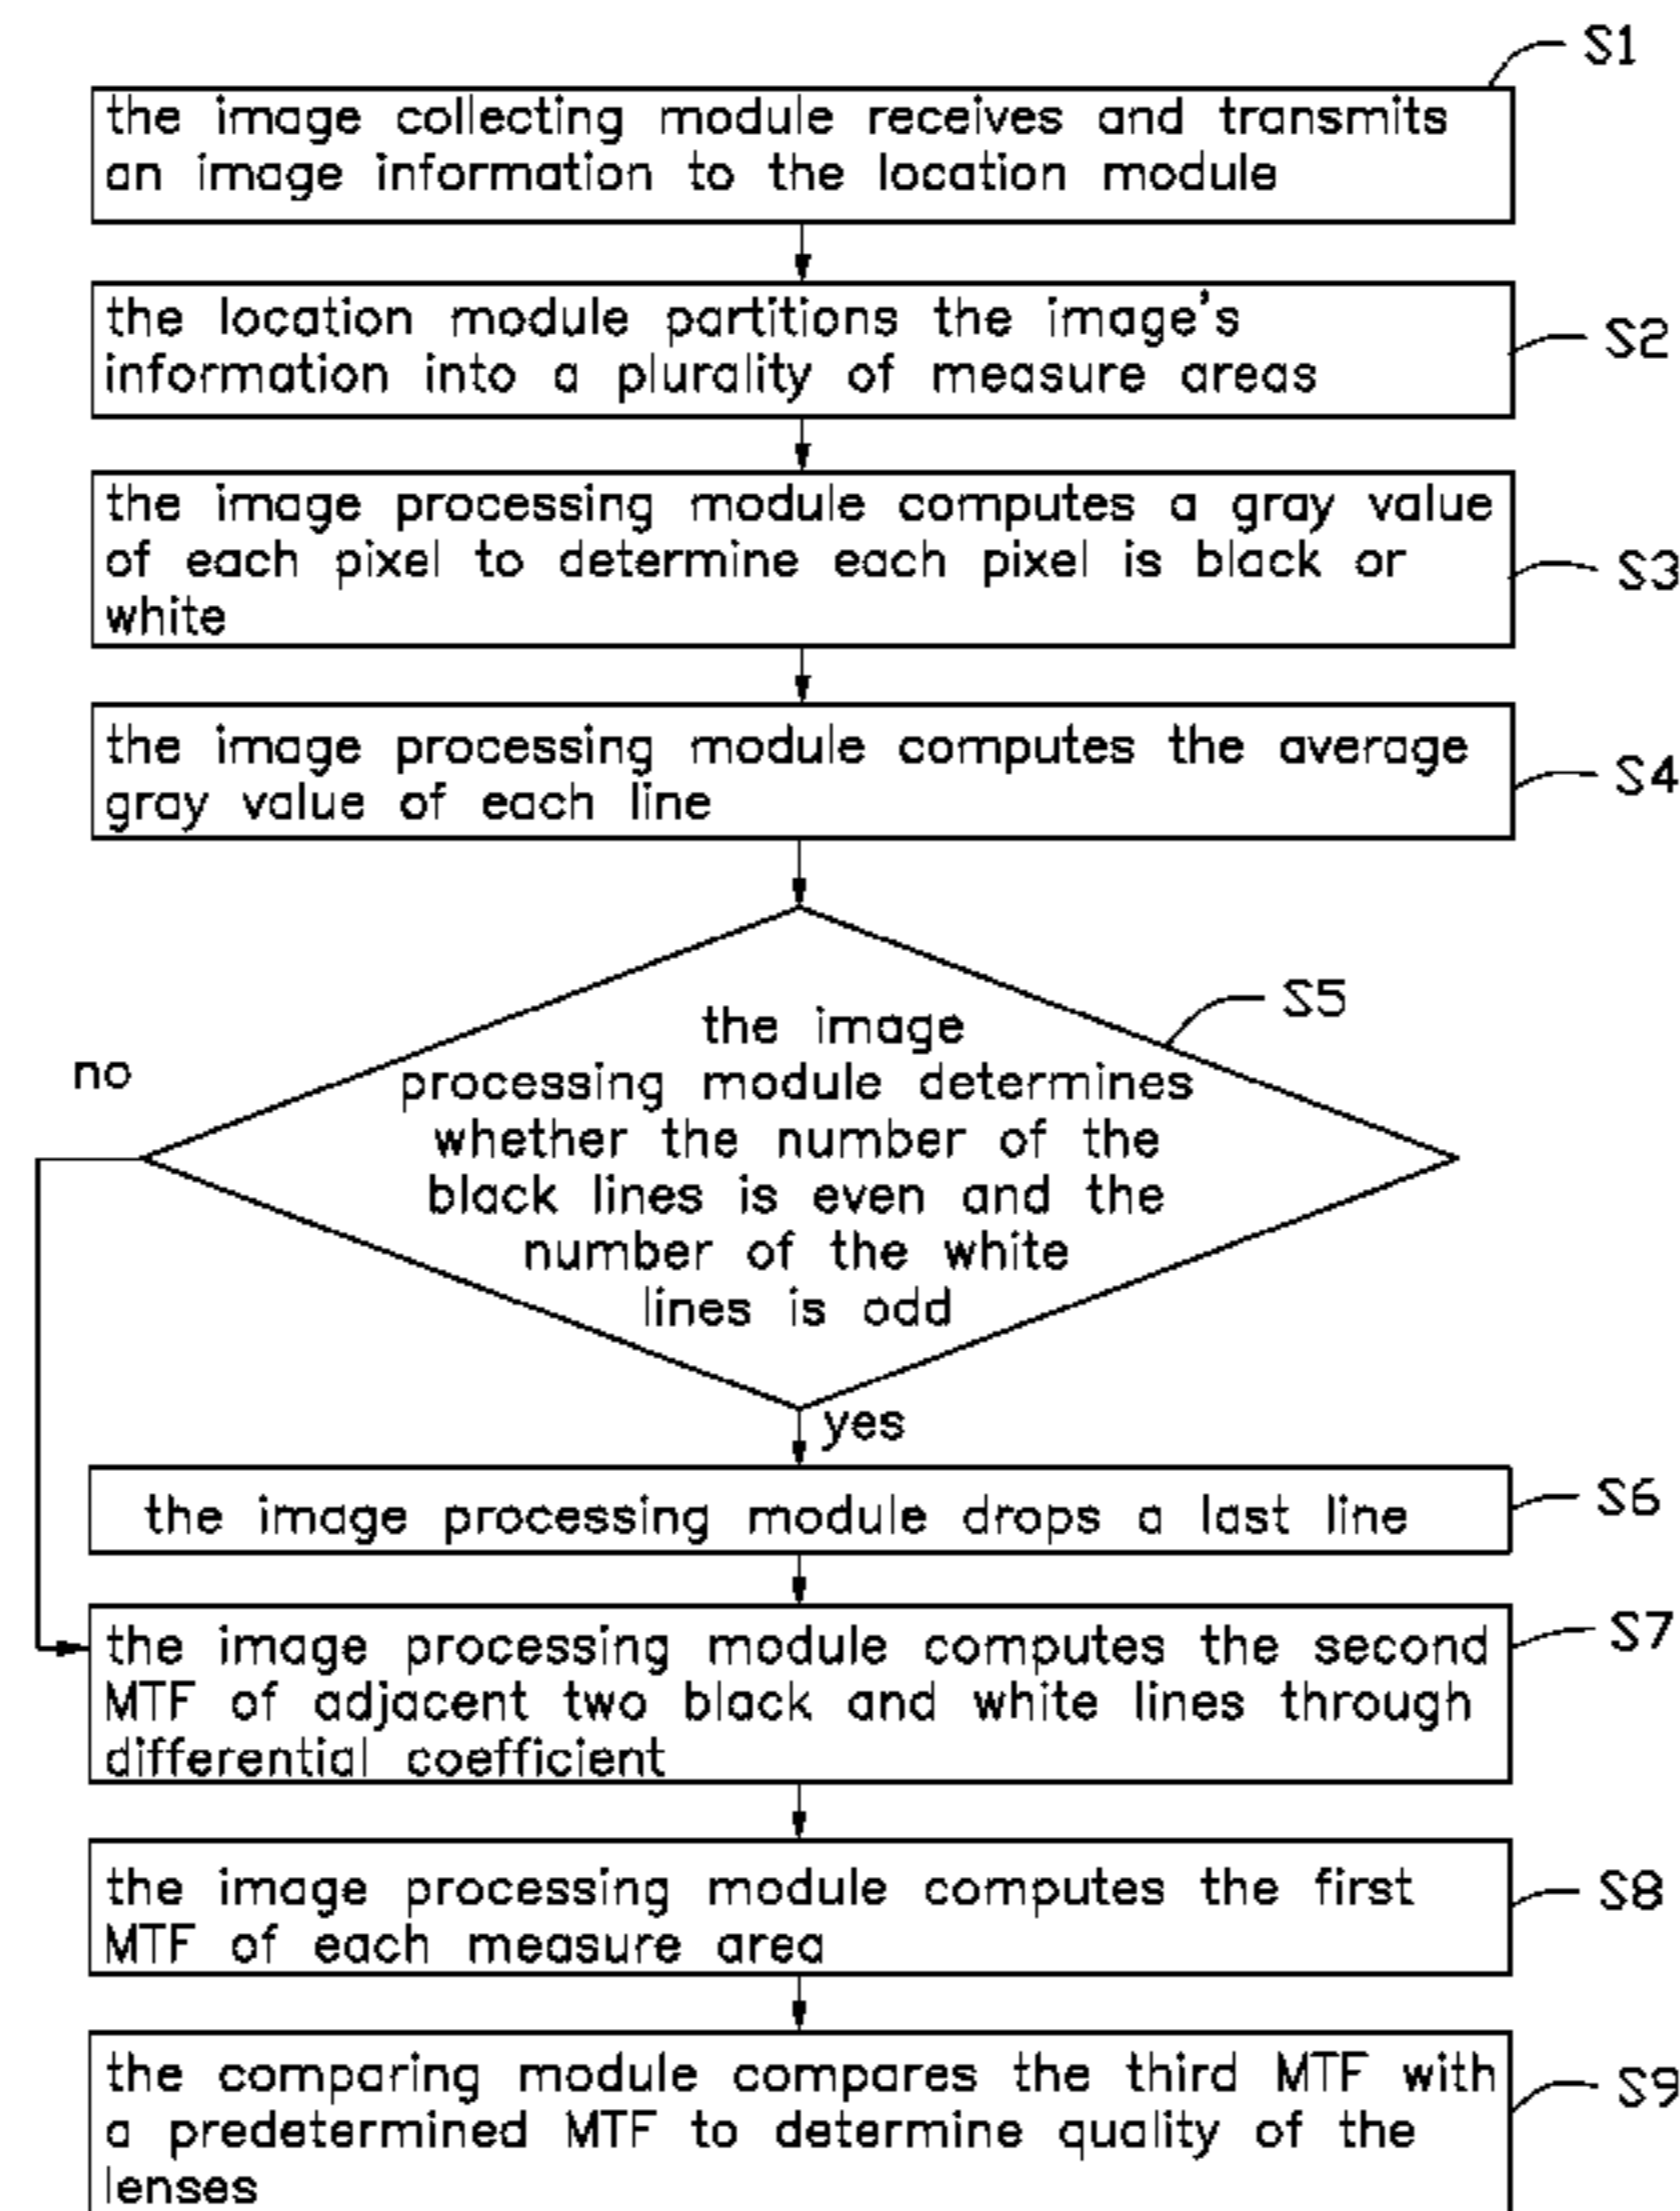 S1
the image collecting module receives and transmits
an image information to the location module
the location module partitions the image's
information into a plurality of measure areas
S2
the image processing module computes a gray value
of each pixel to determine each pixel is black or
white
S3
the image processing module computes the average
gray value of each line
S4
S5
the image
processing module determines
whether the number of the
black lines is even and the
number of the white
lines is odd
no
yes
the image processing module drops a last line
S6
the image processing module computes the second
MTF of adjacent two black and white lines through
differential coefficient
S7
the image processing module computes the first
MTF of each measure area
S8
the comparing module compares the third MTF with
a predetermined MTF to determine quality of the
lenses
S9